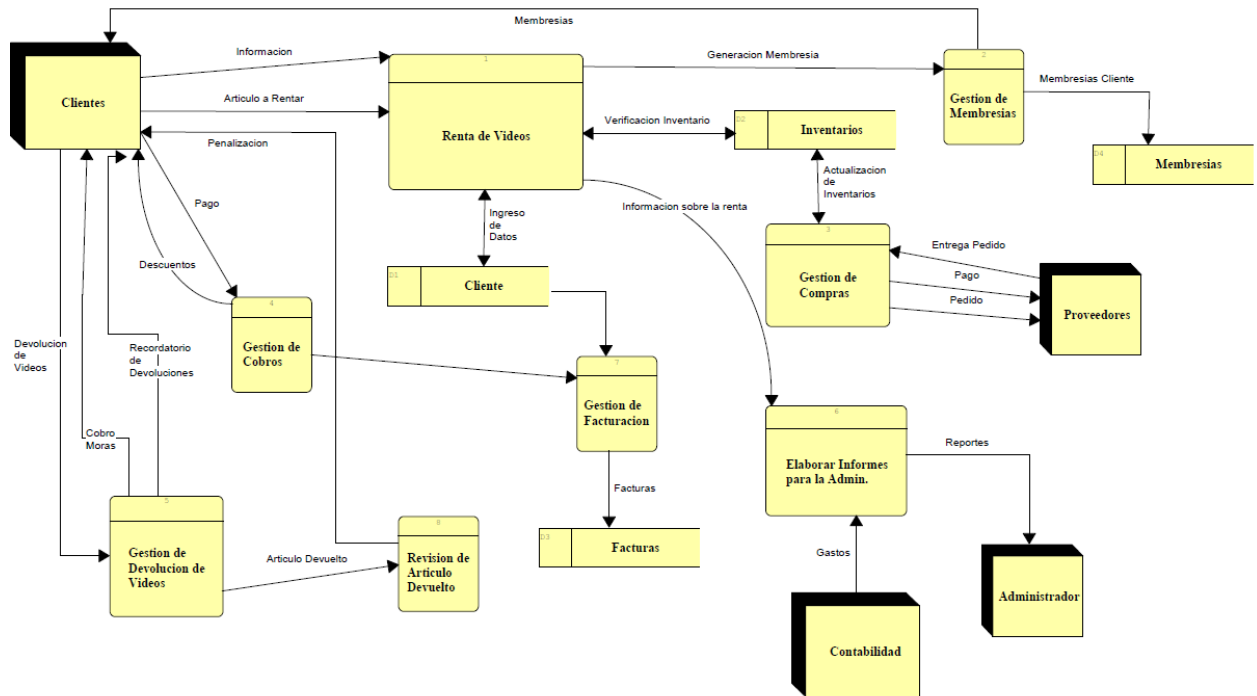 Membresias
Informacion
1
Generacion Membresia
2
Clientes
Articulo a Rentar
Renta de Videos
Verificacion Inventario
D2
Inventarios
Gestion de
Membresias
Membresias Cliente
D4
Membresias
Penalizacion
Pago
Descuentos
Ingreso
de
Datos
Informacion sobre la renta
Actualizacion
de
Inventarios
3
Gestion de
Compras
Entrega Pedido
Pago
Pedido
Proveedores
D1
Cliente
4
Gestion de
Cobros
Devolucion
de
Videos
Recordatorio
de
Devoluciones
7
Gestion de
Facturacion
6
Elaborar Informes
para la Admin.
Reportes
Cobro
Moras
5
Gestion de
Devolucion de
Videos
Articulo Devuelto
8
Revision de
Articulo
Devuelto
Facturas
D3
Facturas
Gastos
Administrador
Contabilidad